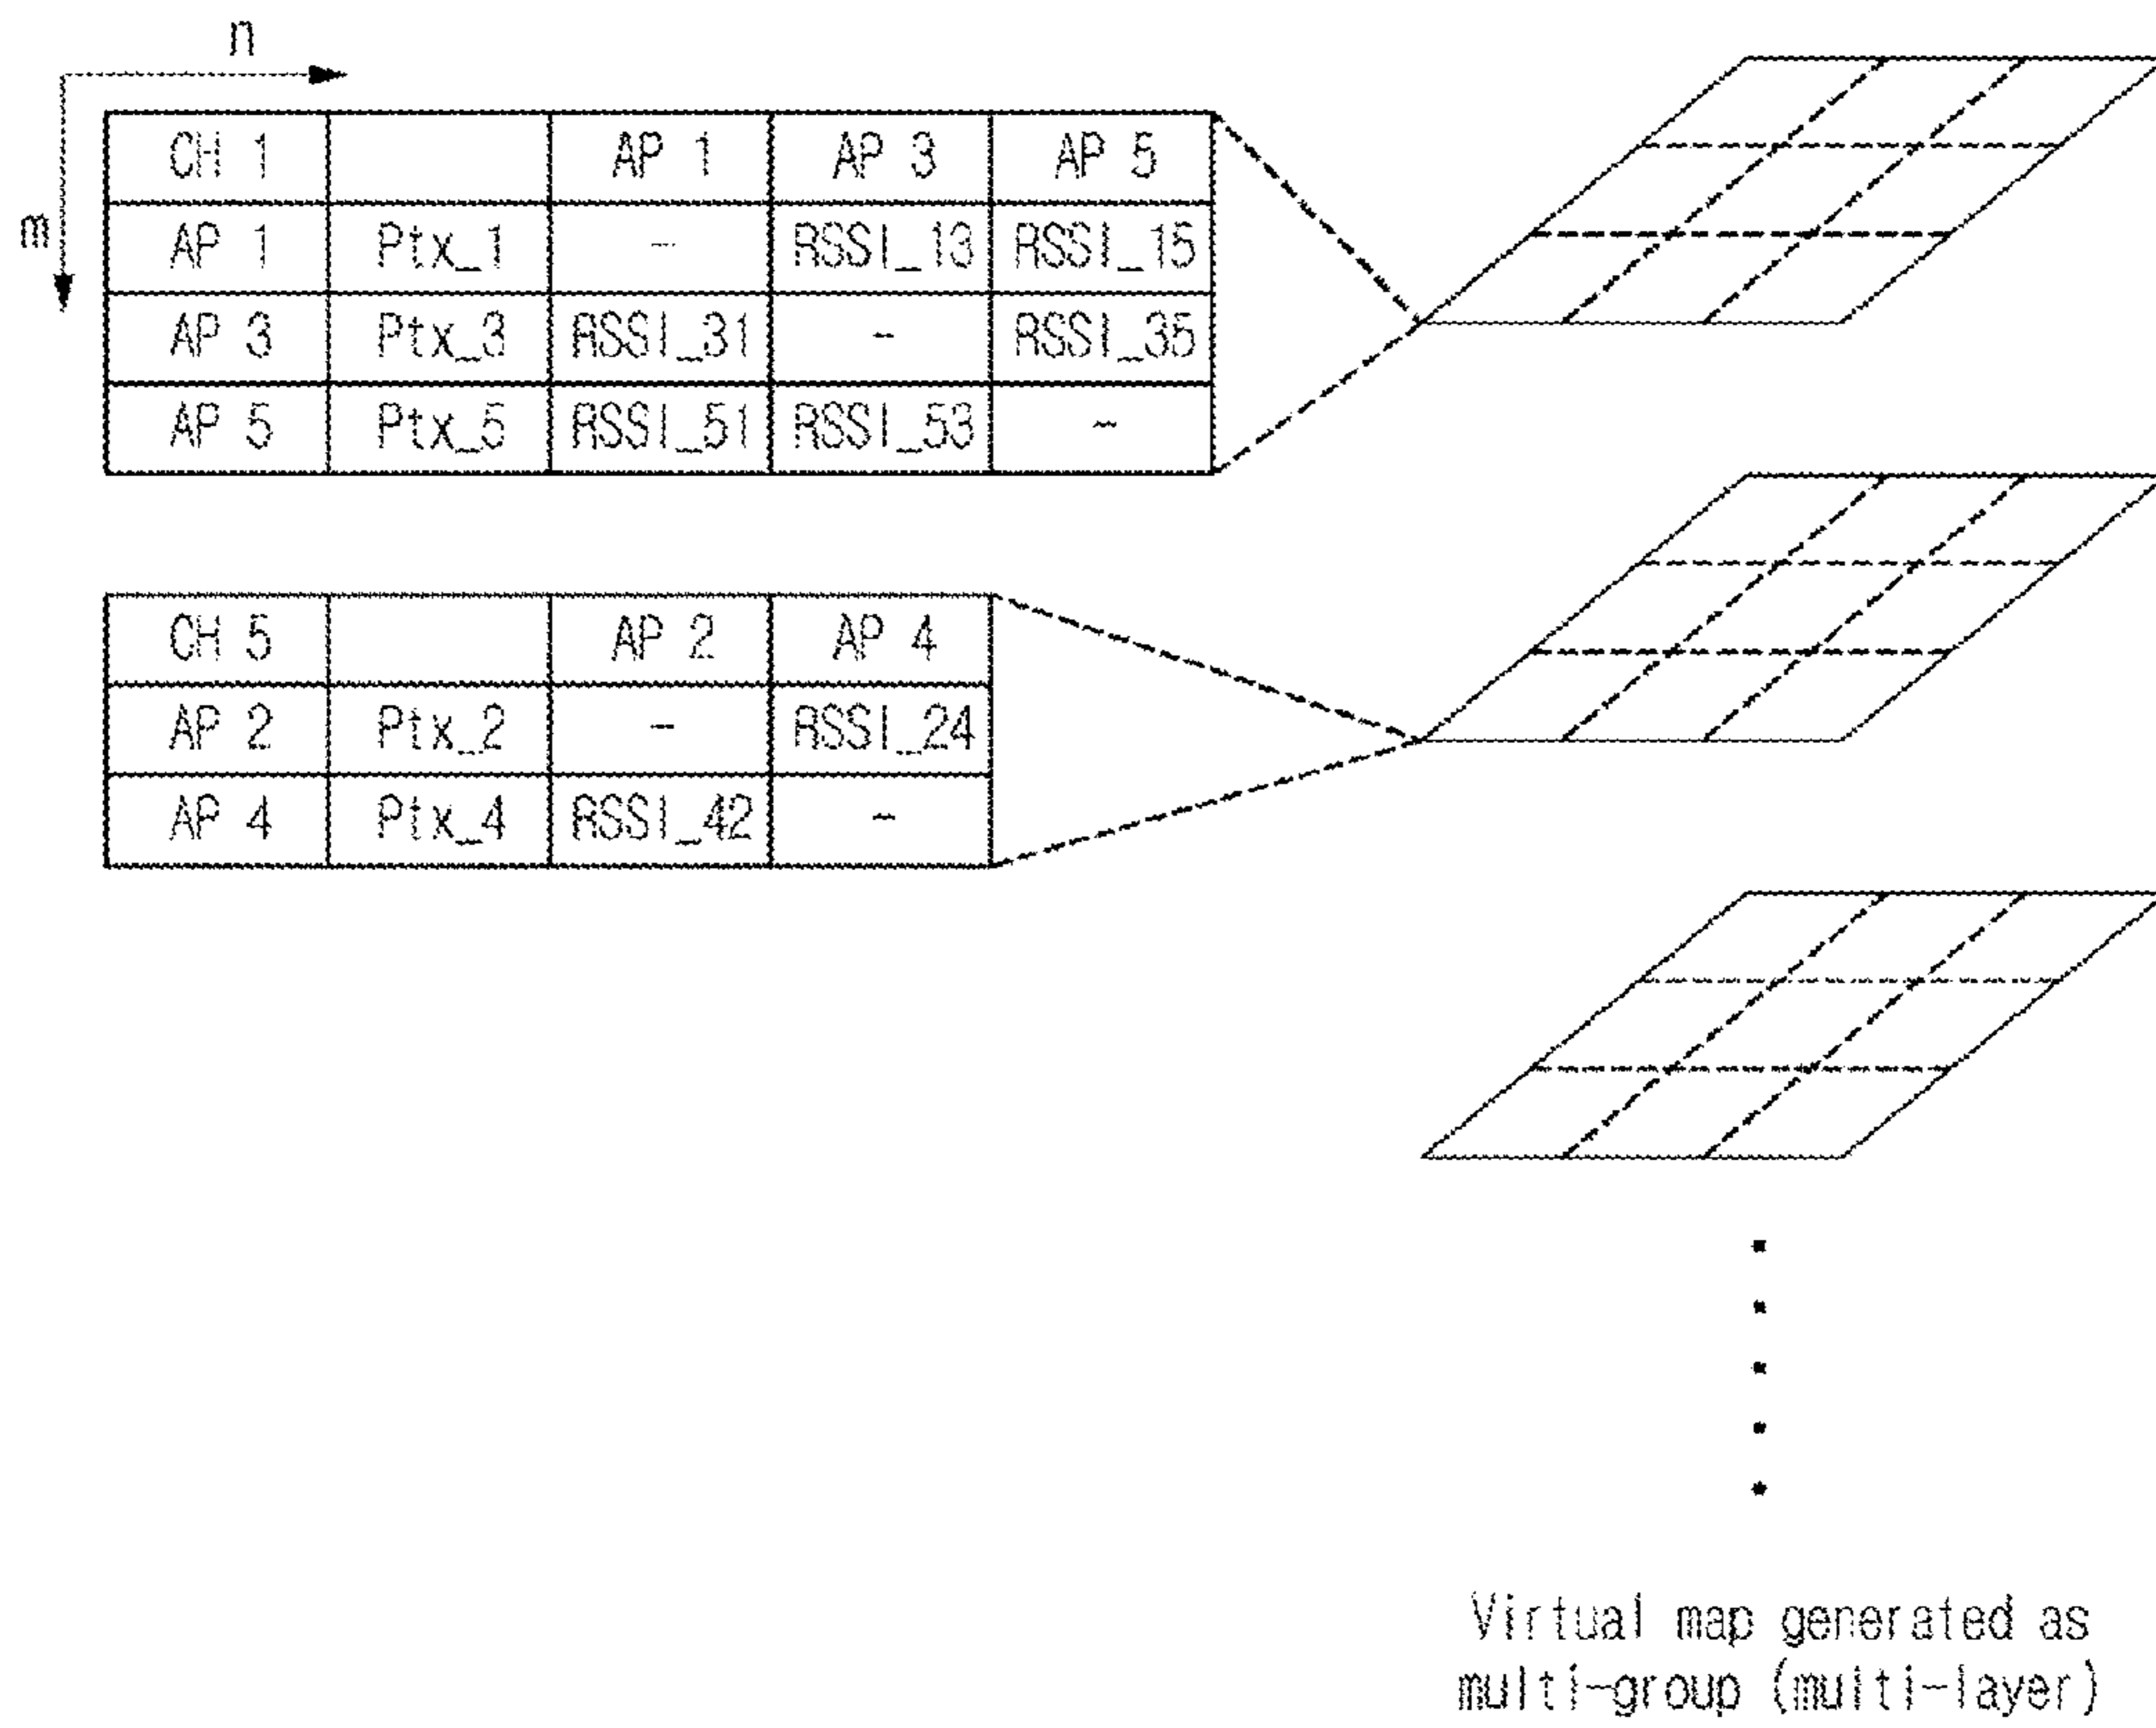 n
m
CH 1 AP 1 AP 3 AP 5
AP 1 Ptx_1 - RSSI_13 RSSI_15
AP 3 Ptx_3 RSSI_31 - RSSI_35
AP 5 Ptx_5 RSSI_51 RSSI_53 -
CH 5 AP 2 AP 4
AP 2 Ptx_2 - RSSI_24
AP 4 Ptx_4 RSSI_42 -
Virtual map generated as
multi-group (multi-layer)